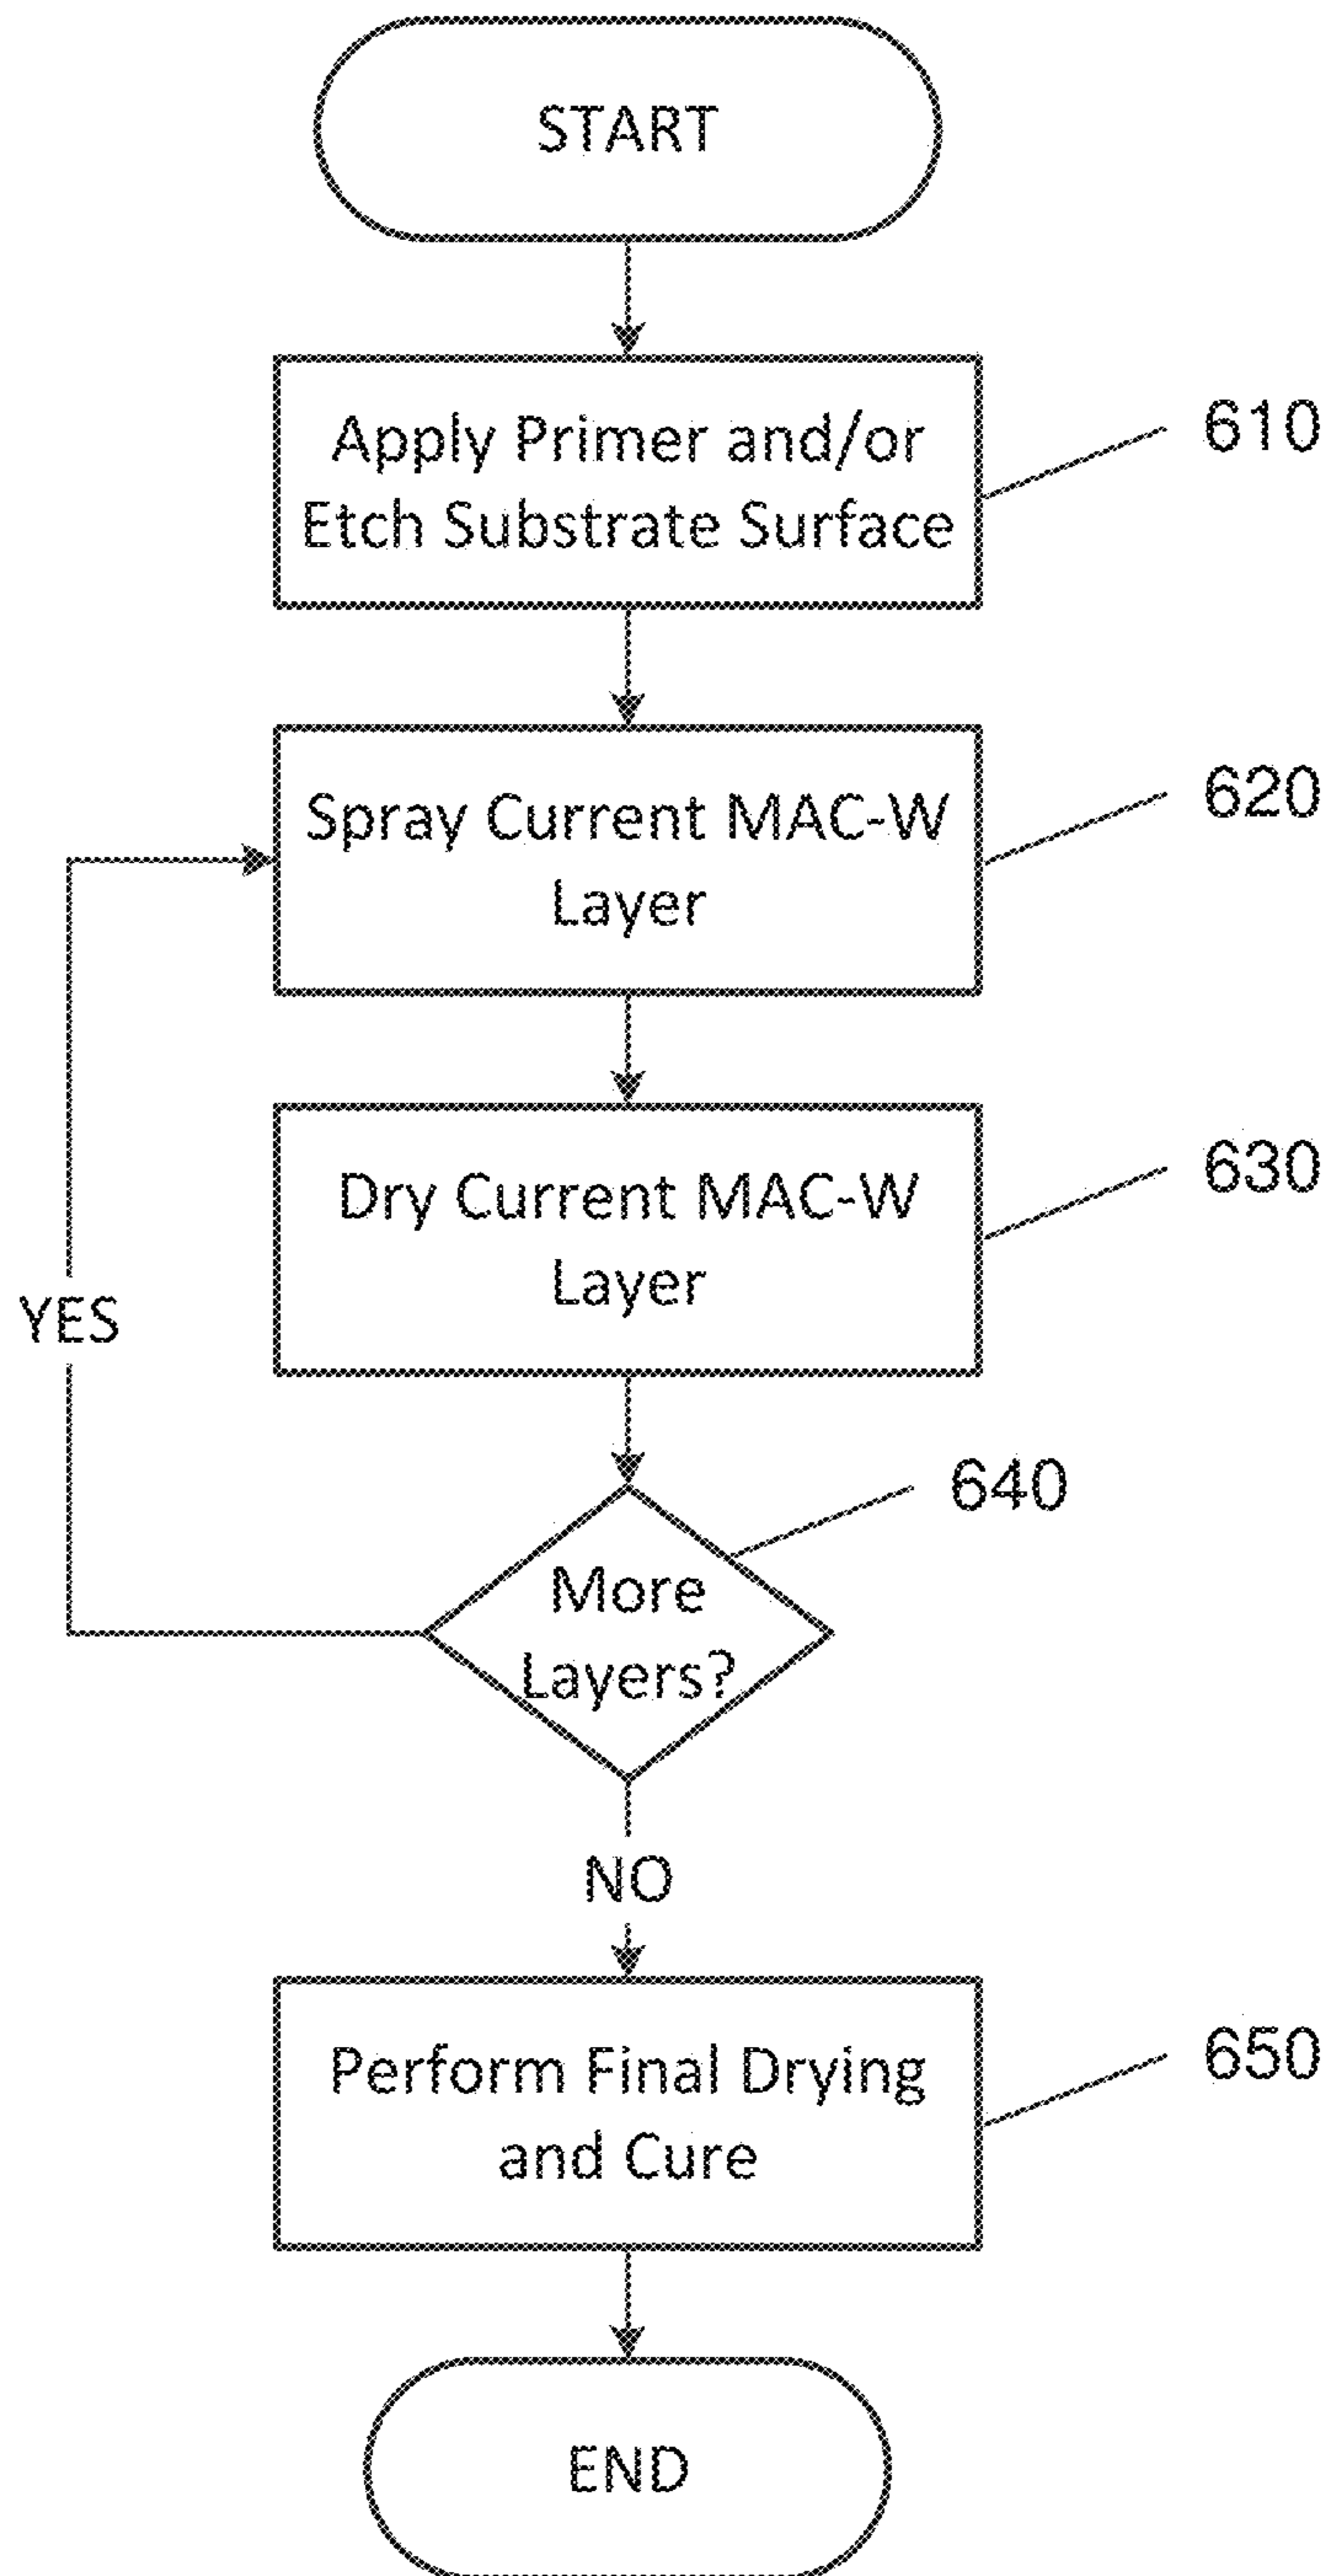 START
Apply Primer and/or
Etch Substrate Surface
610
Spray Current MAC-W
Layer
620
Dry Current MAC-W
Layer
630
YES
640
More
Layers?
NO
Perform Final Drying
and Cure
650
END